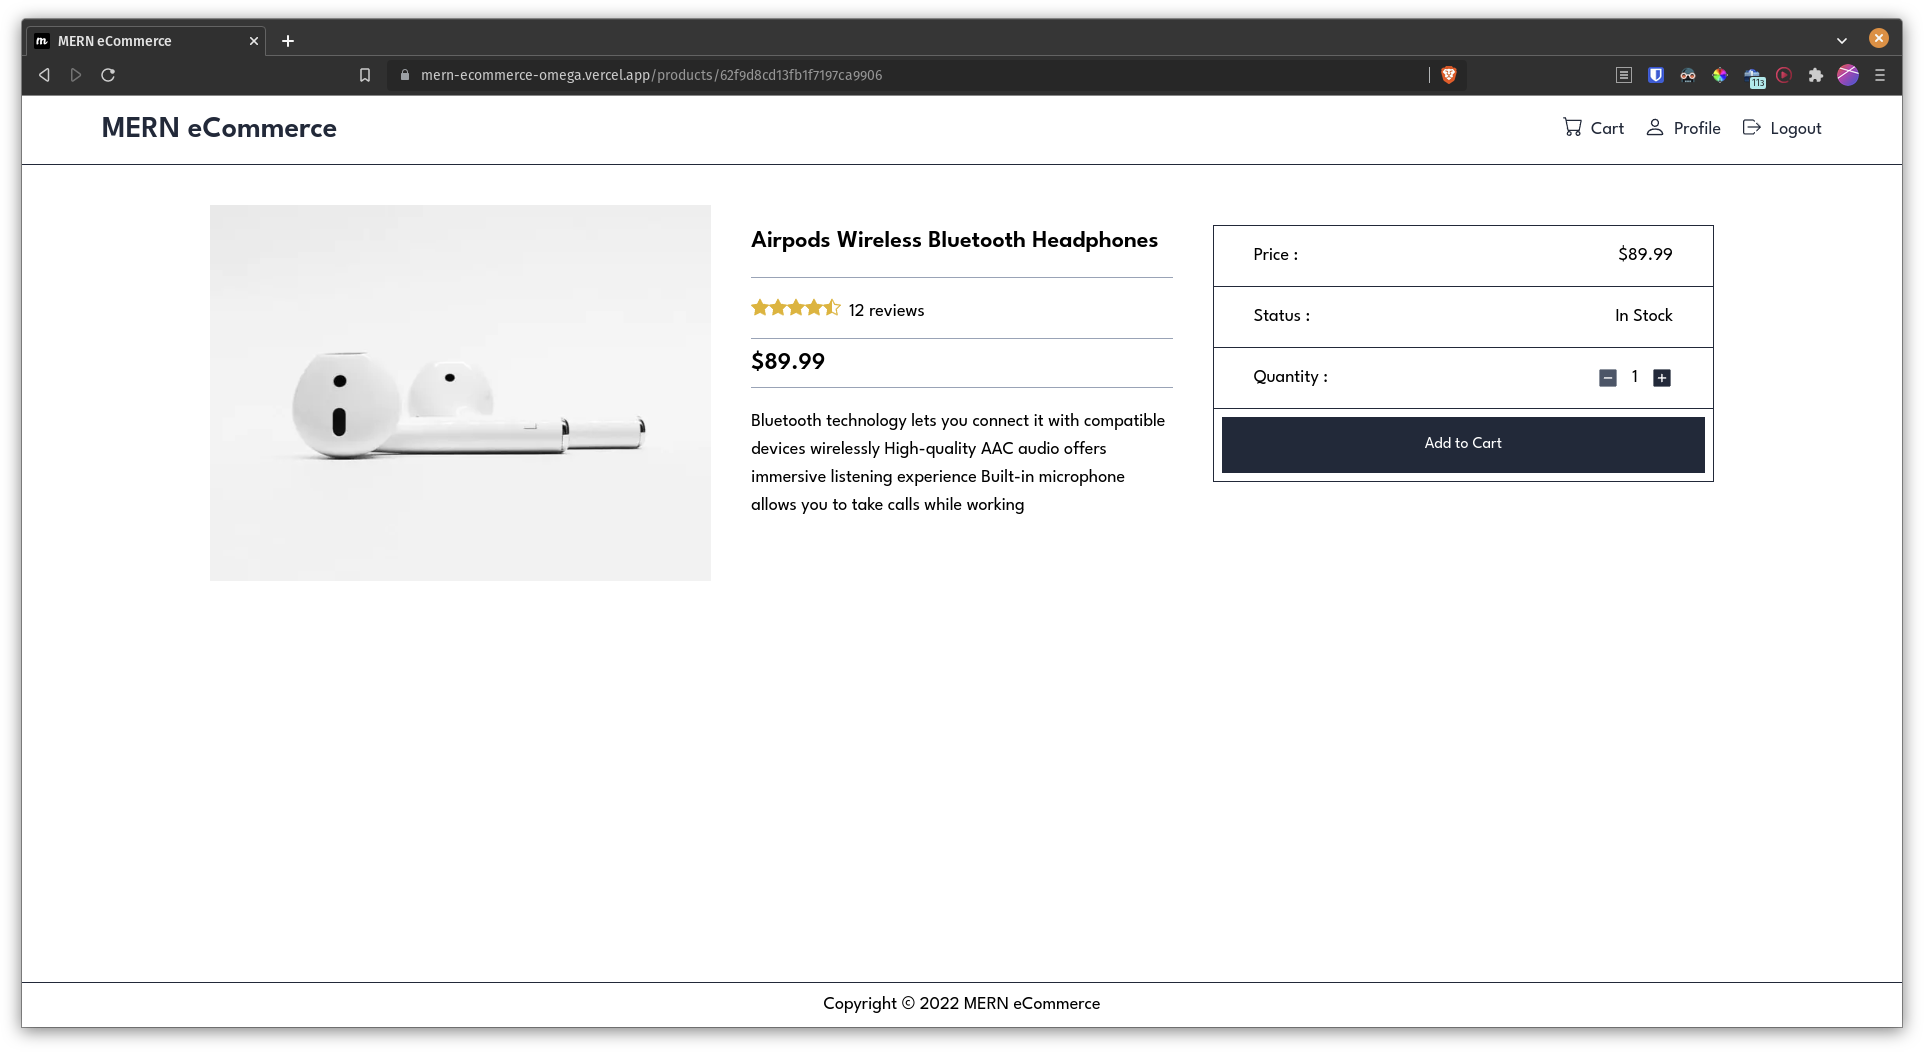 MERN eCommerce
mern-ecommerce-omega.vercel.app/products/62f9d8cd13fb1f7197ca9906
113
MERN eCommerce
Cart
Profile
Logout
Airpods Wireless Bluetooth Headphones
12 reviews
$89.99
Bluetooth technology lets you connect it with compatible
devices wirelessly High-quality AAC audio offers
immersive listening experience Built-in microphone
allows you to take calls while working
Price : $89.99
Status : In Stock
Quantity : 1
Add to Cart
Copyright © 2022 MERN eCommerce